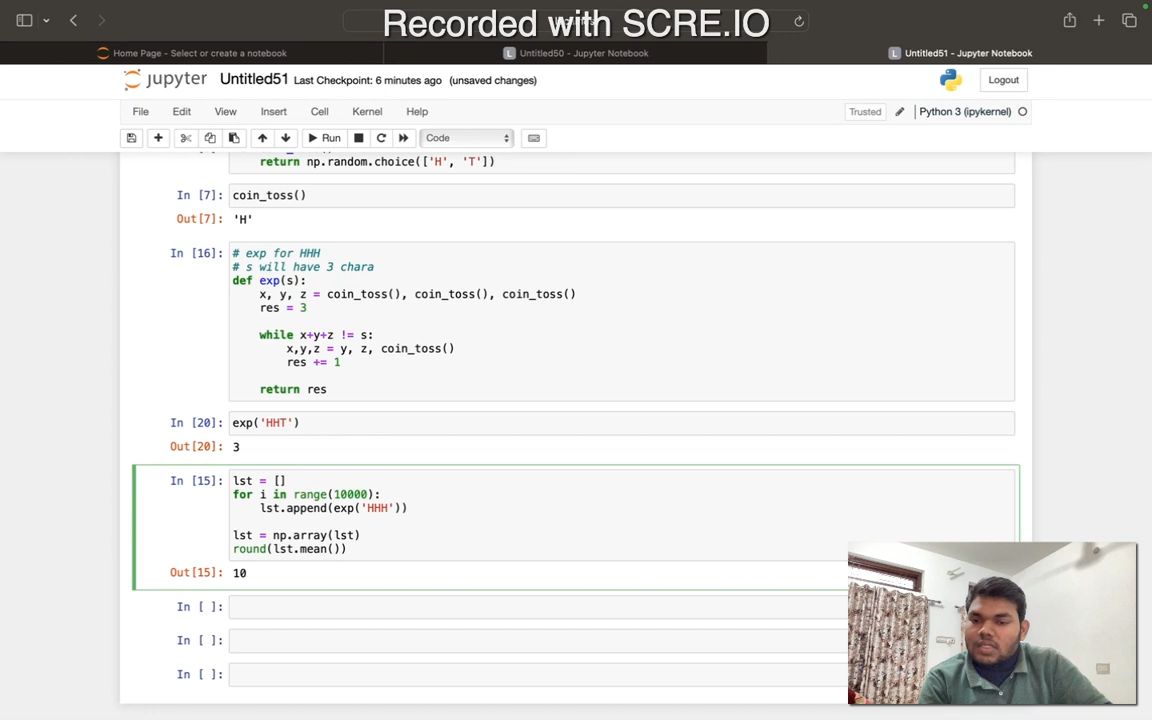 Recorded with SCRE.IO
Home Page - Select or create a notebook
Untitled50 - Jupyter Notebook
Untitled51 - Jupyter Notebook
jupyter Untitled51 Last Checkpoint: 6 minutes ago (unsaved changes)
Logout
File Edit View Insert Cell Kernel Help
Trusted
Python 3 (ipykernel)
Run
Code
return np.random.choice(['H', 'T'])
In [7]: coin_toss()
Out[7]: 'H'
In [16]: # exp for HHH
# s will have 3 chara
def exp(s):
x, y, z = coin_toss(), coin_toss(), coin_toss()
res = 3
while x+y+z != s:
x,y,z = y, z, coin_toss()
res += 1
return res
In [20]: exp('HHT')
Out[20]: 3
In [15]: lst = []
for i in range(10000):
lst.append(exp('HHH'))
lst = np.array(lst)
round(lst.mean())
Out[15]: 10
In [ ]:
In [ ]:
In [ ]: